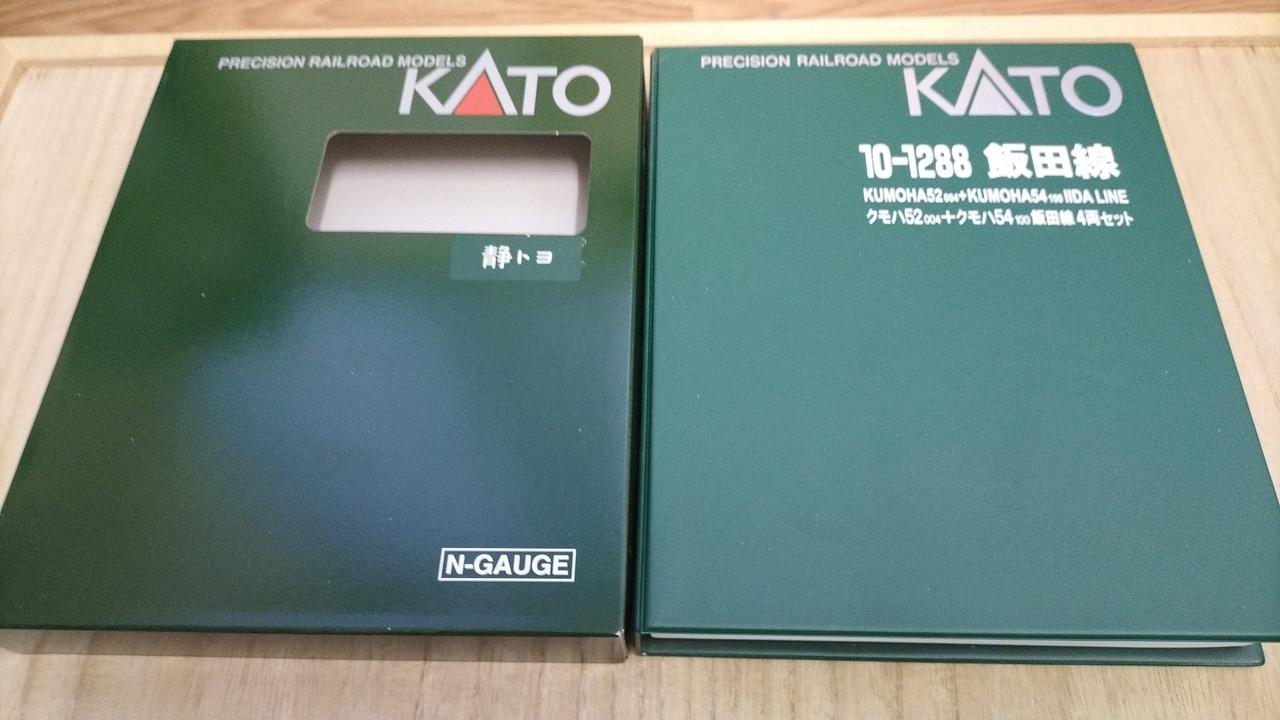 PRECISION RAILROAD MODELS
KATO
静トヨ
N-GAUGE
PRECISION RAILROAD MODELS
KATO
10-1288 飯田線
KUMOHA52 004+KUMOHA54 100 IIDA LINE
クモハ52 004+クモハ54 100 飯田線 4両セット